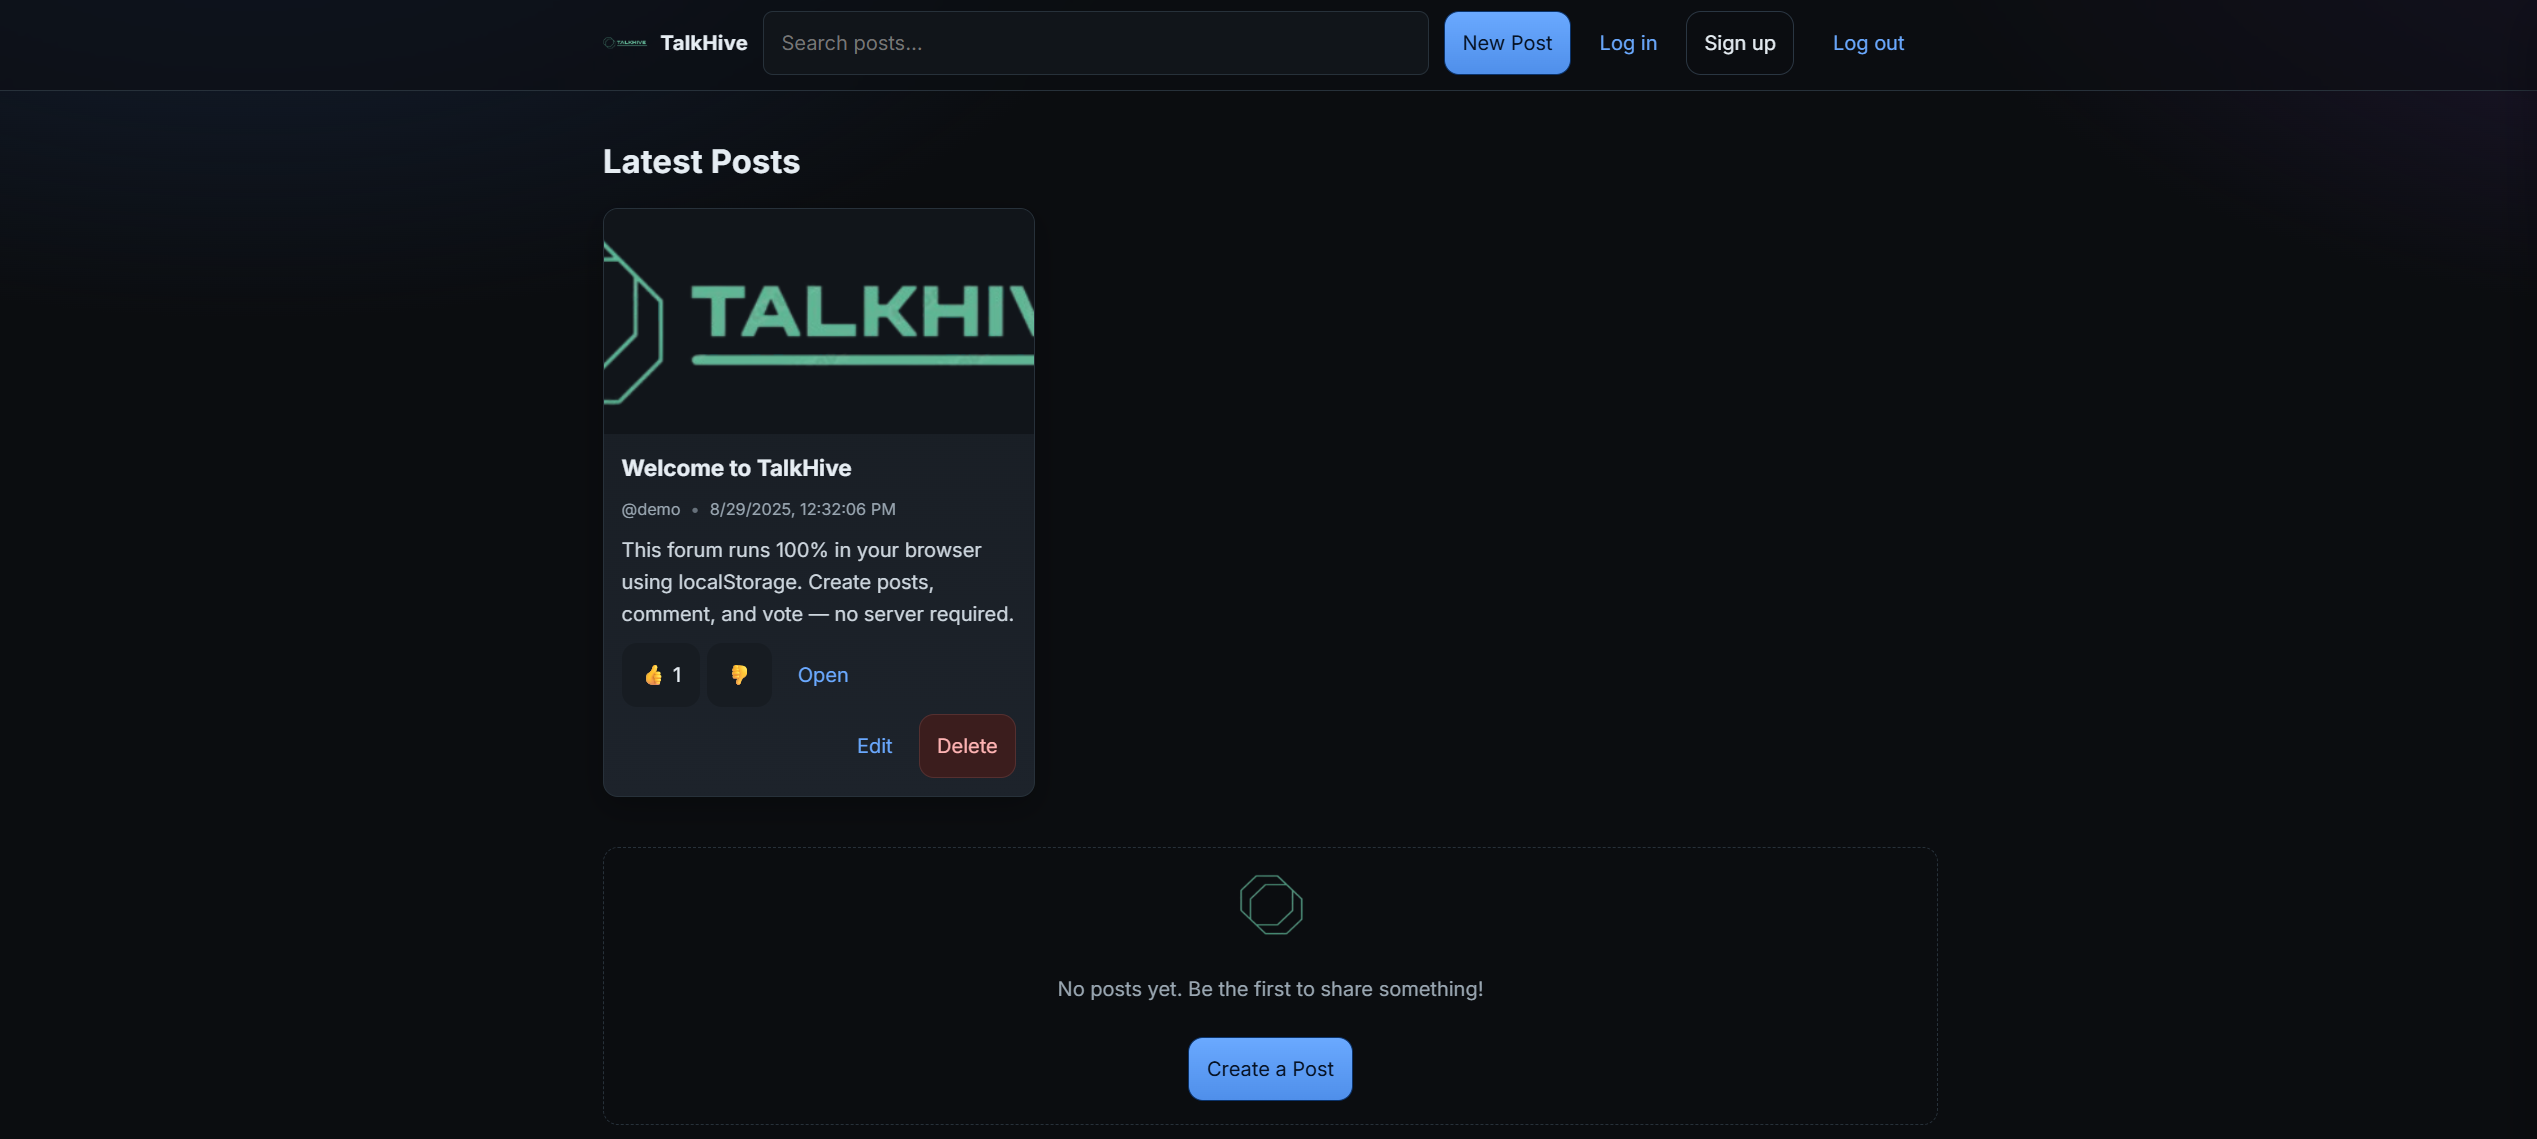 TALKHIVE TalkHive Search posts... New Post Log in Sign up Log out
Latest Posts
TALKHIV
Welcome to TalkHive
@demo • 8/29/2025, 12:32:06 PM
This forum runs 100% in your browser
using localStorage. Create posts,
comment, and vote — no server required.
👍 1 👎 Open
Edit Delete
No posts yet. Be the first to share something!
Create a Post